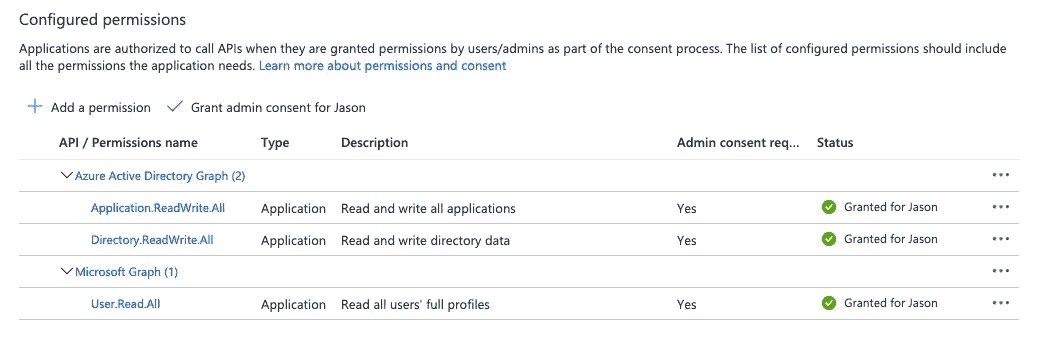 Configured permissions
Applications are authorized to call APIs when they are granted permissions by users/admins as part of the consent process. The list of configured permissions should include
all the permissions the application needs. Learn more about permissions and consent
Add a permission Grant admin consent for Jason
API / Permissions name Type Description Admin consent req... Status
Azure Active Directory Graph (2)
Application.ReadWrite.All Application Read and write all applications Yes Granted for Jason
Directory.ReadWrite.All Application Read and write directory data Yes Granted for Jason
Microsoft Graph (1)
User.Read.All Application Read all users' full profiles Yes Granted for Jason